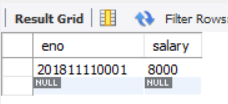 Result Grid Filter Rows:
eno salary
201811110001 8000
NULL NULL